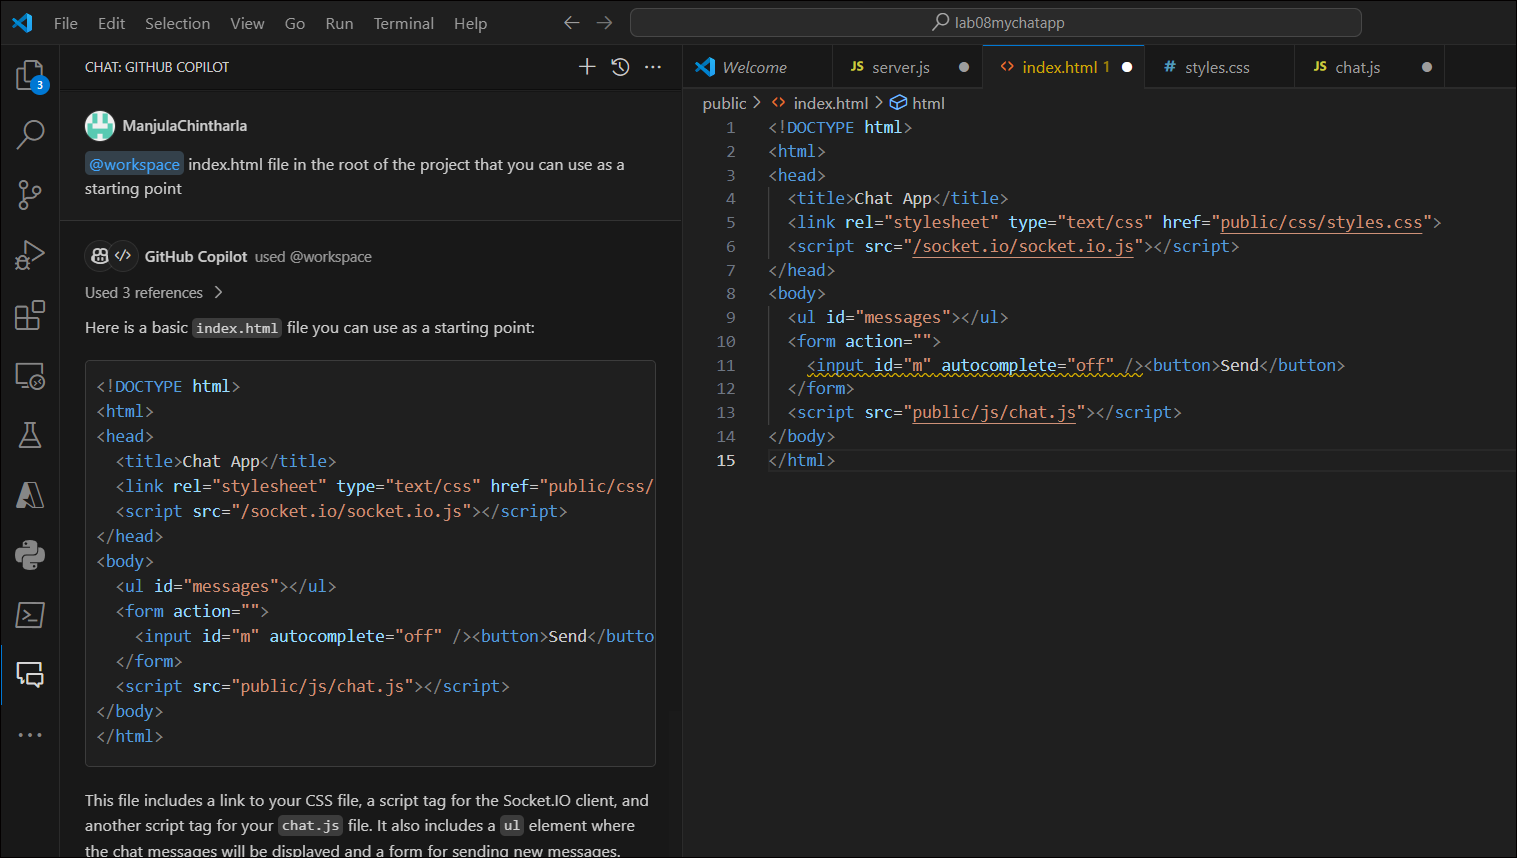 File Edit Selection View Go Run Terminal Help
lab08mychatapp
3
CHAT: GITHUB COPILOT
ManjulaChintharla
@workspace index.html file in the root of the project that you can use as a
starting point
GitHub Copilot used @workspace
Used 3 references
Here is a basic index.html file you can use as a starting point:
<!DOCTYPE html>
<html>
<head>
<title>Chat App</title>
<link rel="stylesheet" type="text/css" href="public/css/
<script src="/socket.io/socket.io.js"></script>
</head>
<body>
<ul id="messages"></ul>
<form action="">
<input id="m" autocomplete="off" /><button>Send</butto
</form>
<script src="public/js/chat.js"></script>
</body>
</html>
This file includes a link to your CSS file, a script tag for the Socket.IO client, and
another script tag for your chat.js file. It also includes a ul element where
the chat messages will be displayed and a form for sending new messages.
Welcome JS server.js index.html 1 # styles.css JS chat.js
public > index.html > html
1 <!DOCTYPE html>
2 <html>
3 <head>
4 <title>Chat App</title>
5 <link rel="stylesheet" type="text/css" href="public/css/styles.css">
6 <script src="/socket.io/socket.io.js"></script>
7 </head>
8 <body>
9 <ul id="messages"></ul>
10 <form action="">
11 <input id="m" autocomplete="off" /><button>Send</button>
12 </form>
13 <script src="public/js/chat.js"></script>
14 </body>
15 </html>